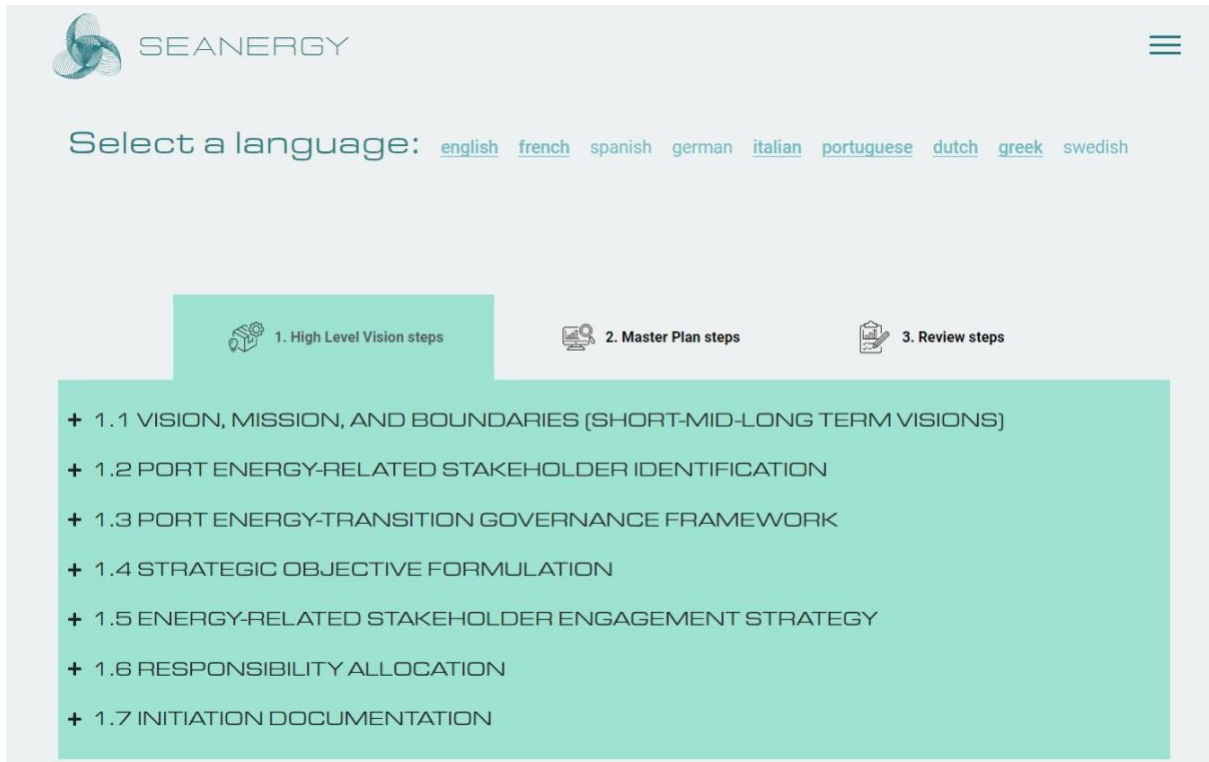 SEANERGY
Select a language: english french spanish german italian portuguese dutch greek swedish
1. High Level Vision steps 2. Master Plan steps 3. Review steps
+ 1.1 VISION, MISSION, AND BOUNDARIES (SHORT-MID-LONG TERM VISIONS)
+ 1.2 PORT ENERGY-RELATED STAKEHOLDER IDENTIFICATION
+ 1.3 PORT ENERGY-TRANSITION GOVERNANCE FRAMEWORK
+ 1.4 STRATEGIC OBJECTIVE FORMULATION
+ 1.5 ENERGY-RELATED STAKEHOLDER ENGAGEMENT STRATEGY
+ 1.6 RESPONSIBILITY ALLOCATION
+ 1.7 INITIATION DOCUMENTATION